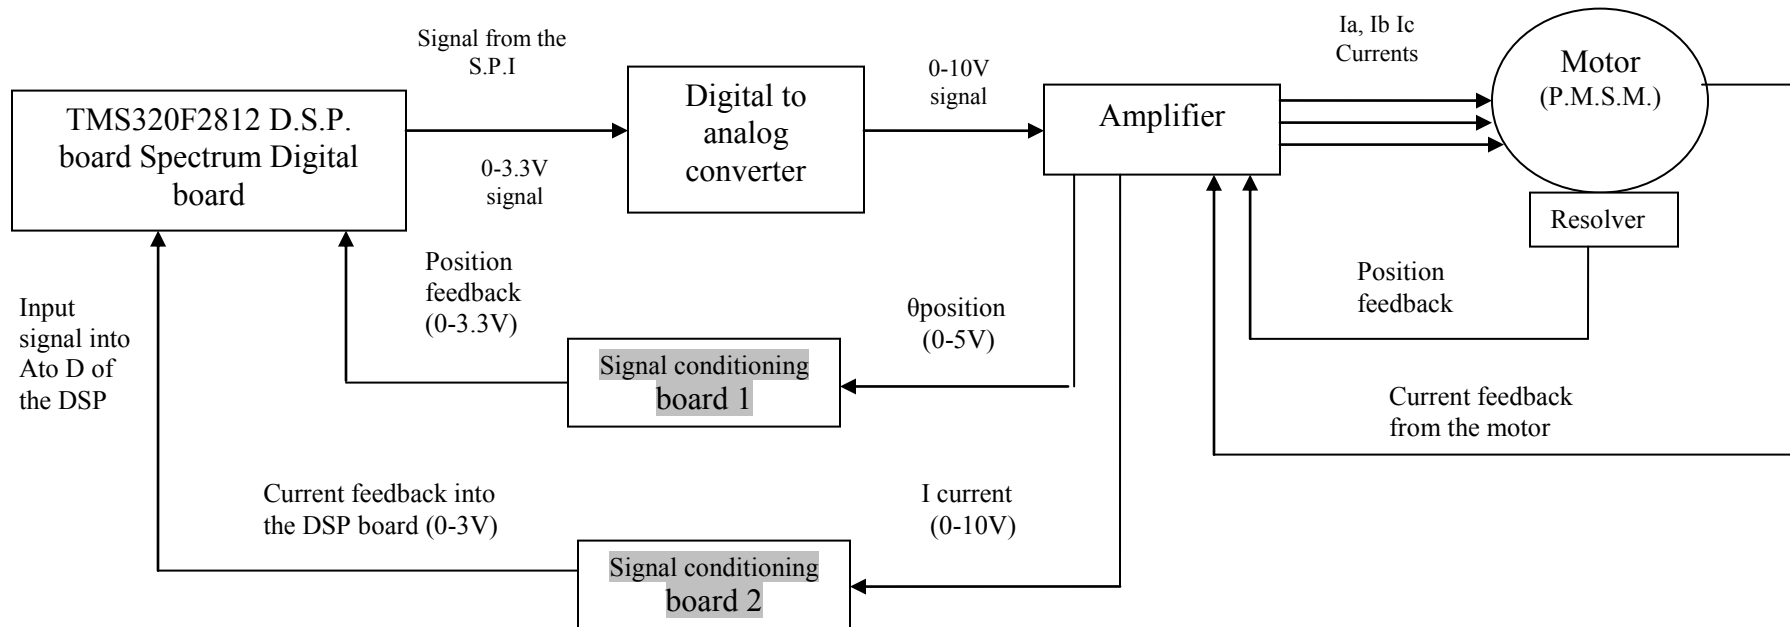 Signal from the
S.P.I
TMS320F2812 D.S.P.
board Spectrum Digital
board
0-3.3V
signal
Digital to
analog
converter
0-10V
signal
Amplifier
Ia, Ib Ic
Currents
Motor
(P.M.S.M.)
Resolver
Position
feedback
Current feedback
from the motor
θposition
(0-5V)
Signal conditioning
board 1
Position
feedback
(0-3.3V)
I current
(0-10V)
Signal conditioning
board 2
Current feedback into
the DSP board (0-3V)
Input
signal into
Ato D of
the DSP